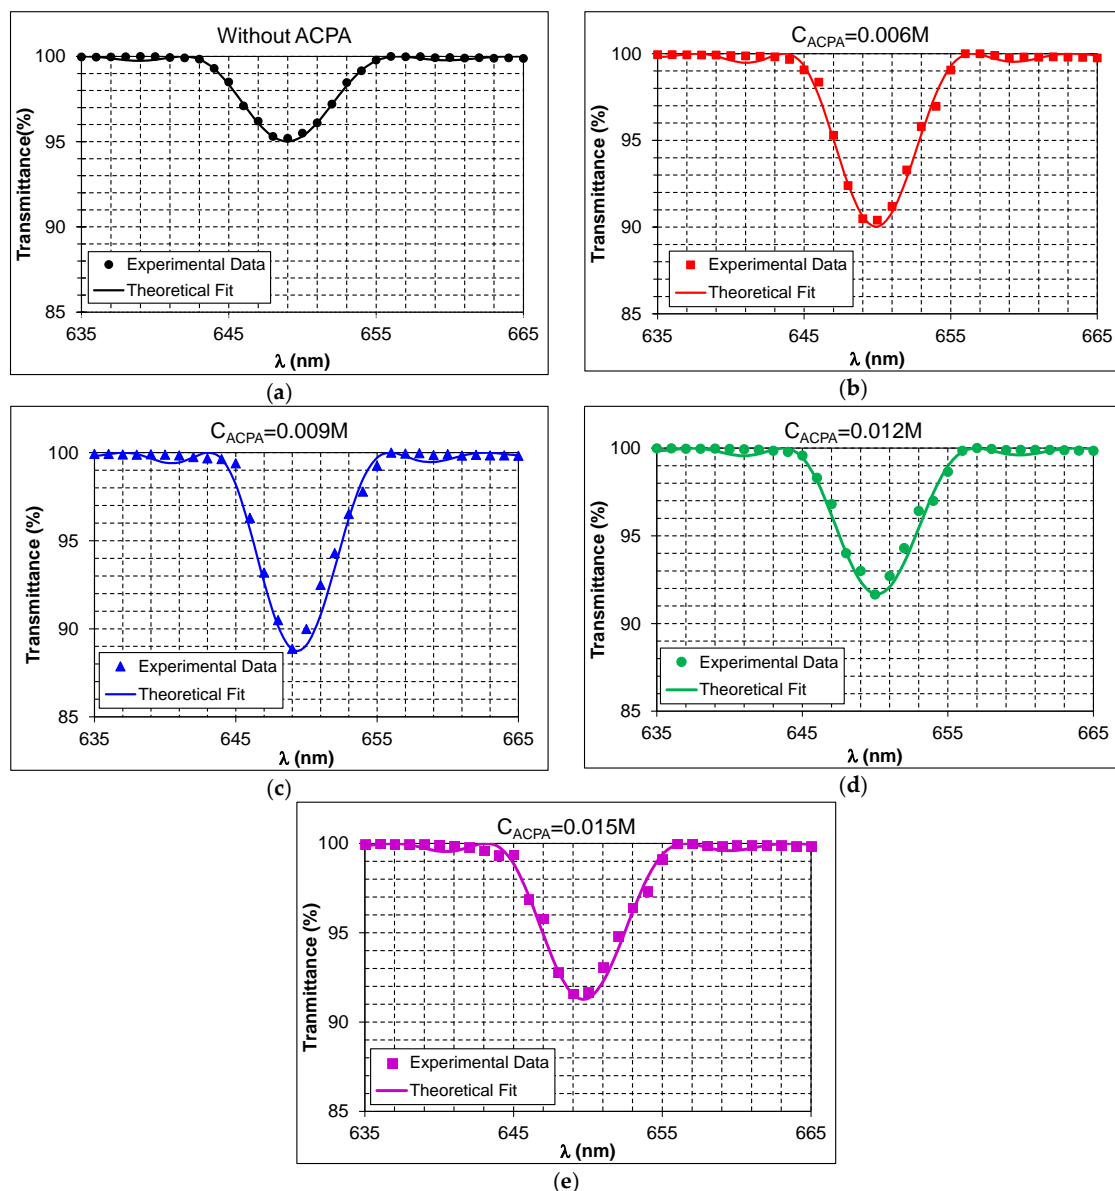 Without ACPA
100
95
90
85
Transmittance(%)
Experimental Data
Theoretical Fit
635
645
655
665
λ (nm)
(a)
C_ACPA=0.006M
100
95
90
85
Transmittance (%)
Experimental Data
Theoretical Fit
635
645
655
665
λ (nm)
(b)
C_ACPA=0.009M
100
95
90
85
Transmittance (%)
Experimental Data
Theoretical Fit
635
645
655
665
λ (nm)
(c)
C_ACPA=0.012M
100
95
90
85
Transmittance (%)
Experimental Data
Theoretical Fit
635
645
655
665
λ (nm)
(d)
C_ACPA=0.015M
100
95
90
85
Tranmittance (%)
Experimental Data
Theoretical Fit
635
645
655
665
λ (nm)
(e)